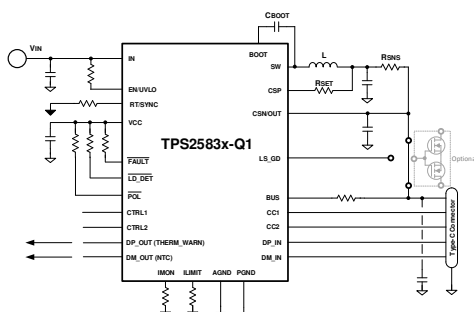 CBOOT
VIN
BOOT
L
RSNS
IN
SW
RSET
CSP
EN/UVLO
RT/SYNC
CSN/OUT
VCC
TPS2583x-Q1
FAULT
LS_GD
Optional
LD_DET
POL
BUS
CTRL1
CC1
CTRL2
CC2
DP_OUT (THERM_WARN)
DP_IN
DM_OUT (NTC)
DM_IN
Type-C Connector
IMON
ILIMIT
AGND
PGND